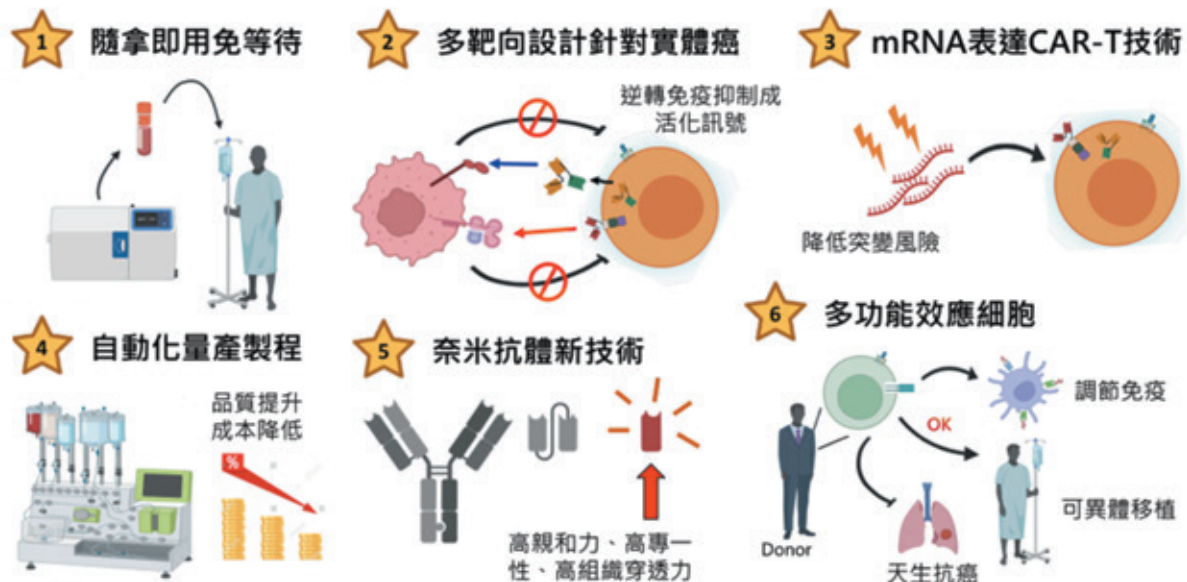 1 隨拿即用免等待
2 多靶向設計針對實體癌
逆轉免疫抑制成
活化訊號
3 mRNA表達CAR-T技術
降低突變風險
4 自動化量產製程
品質提升
成本降低
%
5 奈米抗體新技術
高親和力、高專一
性、高組織穿透力
6 多功能效應細胞
調節免疫
OK
可異體移植
Donor
天生抗癌